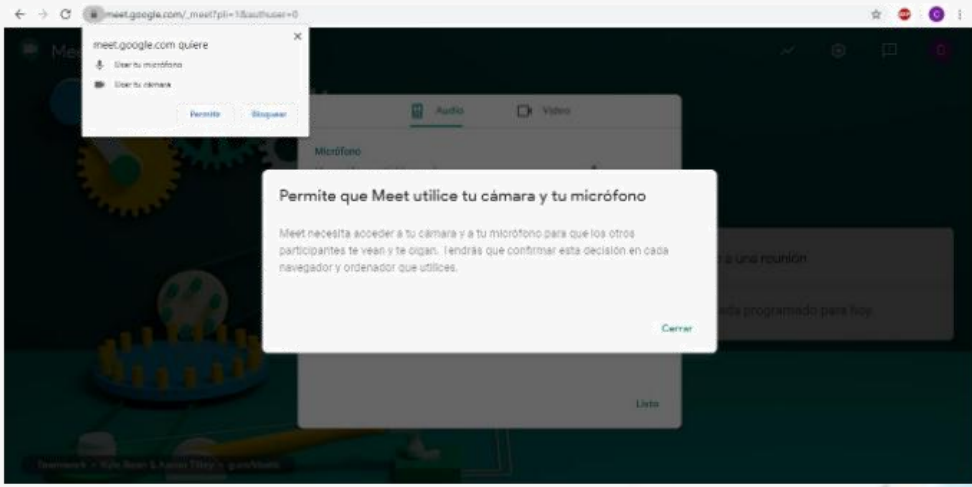 meet.google.com/_meet?pli=1&authuser=0
meet.google.com quiere
Usar tu micrófono
Usar tu cámara
Permitir Bloquear
Audio Vídeo
Micrófono
Permite que Meet utilice tu cámara y tu micrófono
Meet necesita acceder a tu cámara y a tu micrófono para que los otros
participantes te vean y te oigan. Tendrás que confirmar esta decisión en cada
navegador y ordenador que utilices.
a una reunión
programado para hoy
Cerrar
Listo